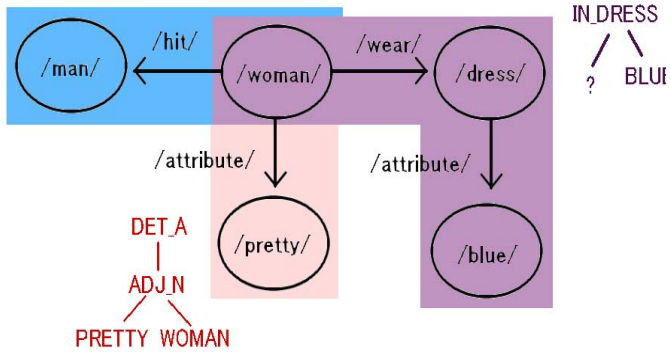 IN_DRESS
? BLUE
/hit/
/wear/
/man/
/woman/
/dress/
/attribute/
/attribute/
/pretty/
/blue/
DET_A
ADJ_N
PRETTY WOMAN